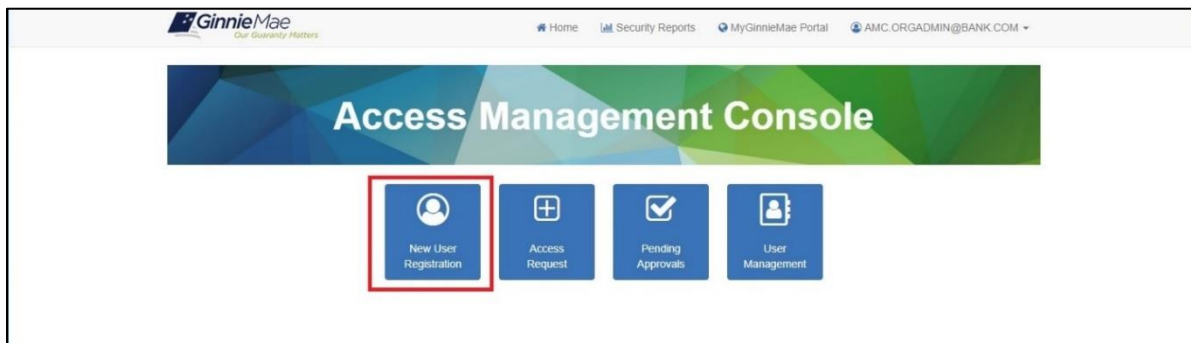 GinnieMae
Our Guaranty Matters
Home Security Reports MyGinnieMae Portal AMC.ORGADMIN@BANK.COM
Access Management Console
New User
Registration
Access
Request
Pending
Approvals
User
Management